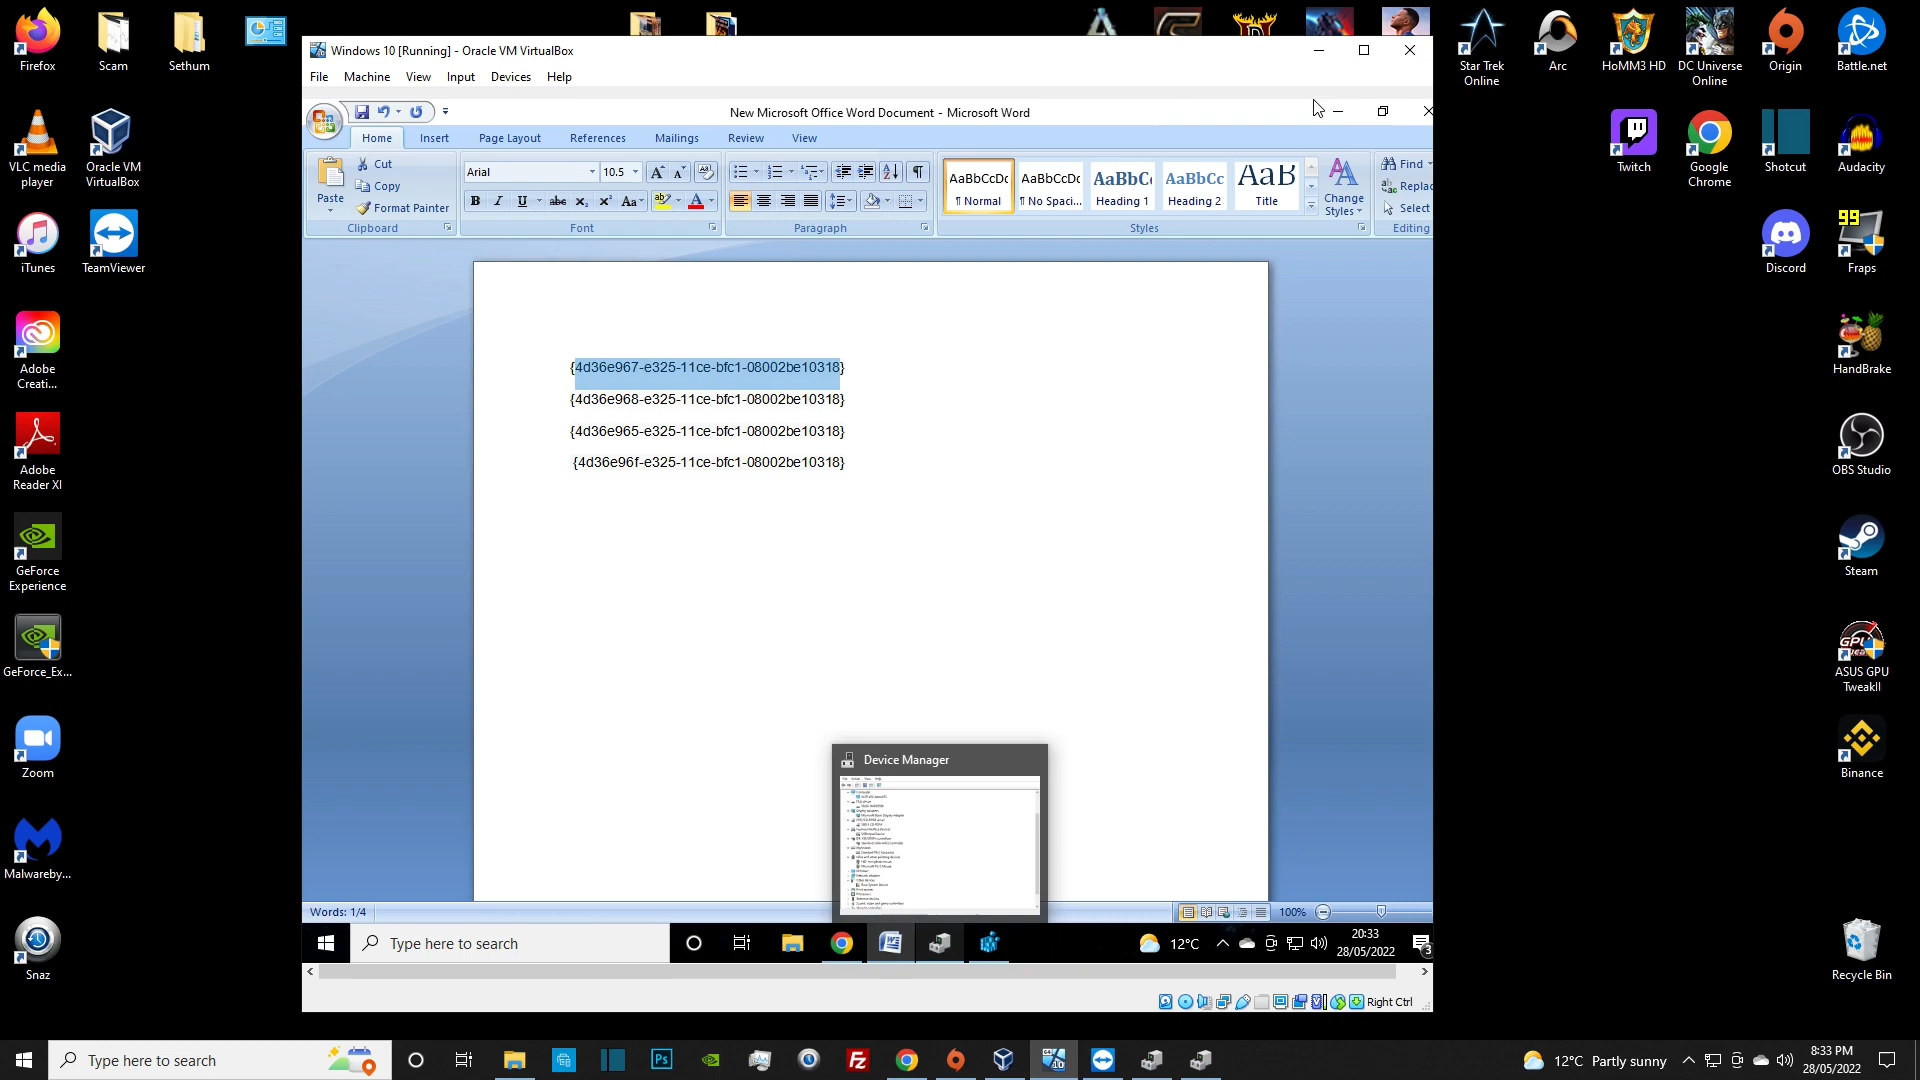 Firefox
Scam
Sethum
Star Trek
Online
Arc
HoMM3 HD
DC Universe
Online
Origin
Battle.net
VLC media
player
Oracle VM
VirtualBox
Twitch
Google
Chrome
Shotcut
Audacity
iTunes
TeamViewer
Discord
99
Fraps
Adobe
Creati...
HandBrake
Adobe
Reader XI
OBS Studio
GeForce
Experience
Steam
GeForce_Ex...
ASUS GPU
TweakII
Zoom
Binance
Malwareby...
Snaz
Recycle Bin
Windows 10 [Running] - Oracle VM VirtualBox
File Machine View Input Devices Help
New Microsoft Office Word Document - Microsoft Word
Home Insert Page Layout References Mailings Review View
Paste
Cut
Copy
Format Painter
Clipboard
Arial 10.5
Font
Paragraph
AaBbCcDc AaBbCcDc AaBbC AaBbCc AaB
¶ Normal ¶ No Spaci... Heading 1 Heading 2 Title
Change
Styles
Styles
Find
Replac
Select
Editing
{4d36e967-e325-11ce-bfc1-08002be10318}
{4d36e968-e325-11ce-bfc1-08002be10318}
{4d36e965-e325-11ce-bfc1-08002be10318}
{4d36e96f-e325-11ce-bfc1-08002be10318}
Device Manager
Words: 1/4
100%
Type here to search
12°C
20:33
28/05/2022
3
Right Ctrl
Type here to search
12°C Partly sunny
8:33 PM
28/05/2022